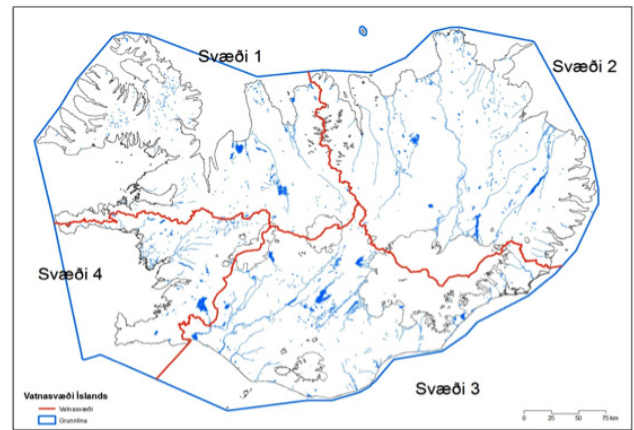 Svæði 1
Svæði 2
Svæði 4
Svæði 3
Vatnasvæði Íslands
Vatnasvæði
Grunnlína
0 25 50 75 km